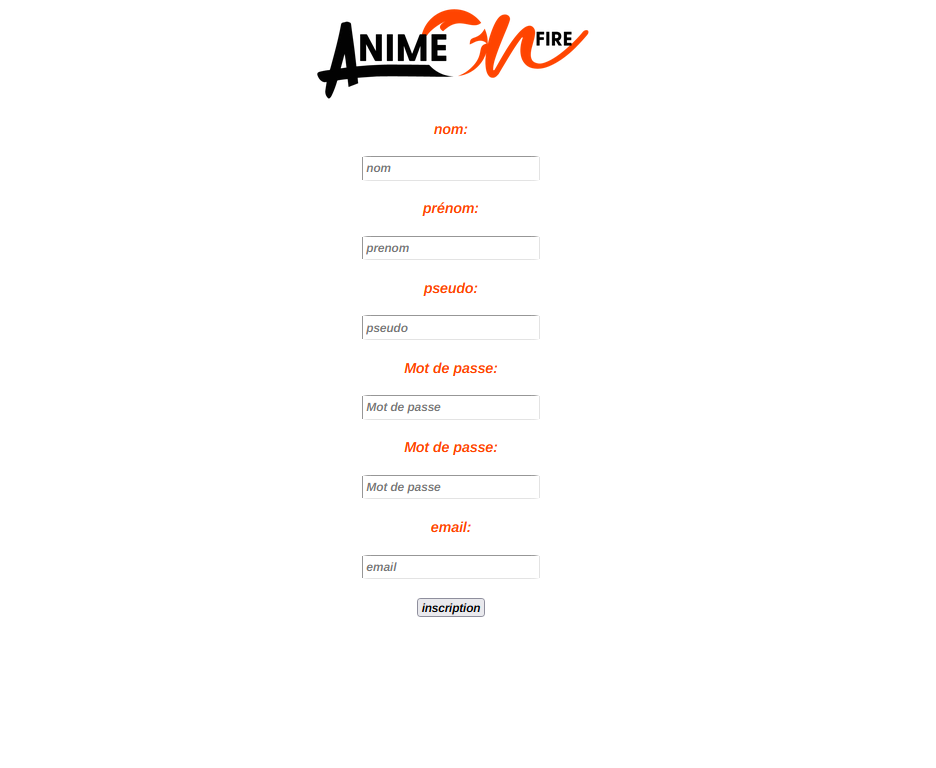 ANIME On FIRE
nom:
nom
prénom:
prenom
pseudo:
pseudo
Mot de passe:
Mot de passe
Mot de passe:
Mot de passe
email:
email
inscription